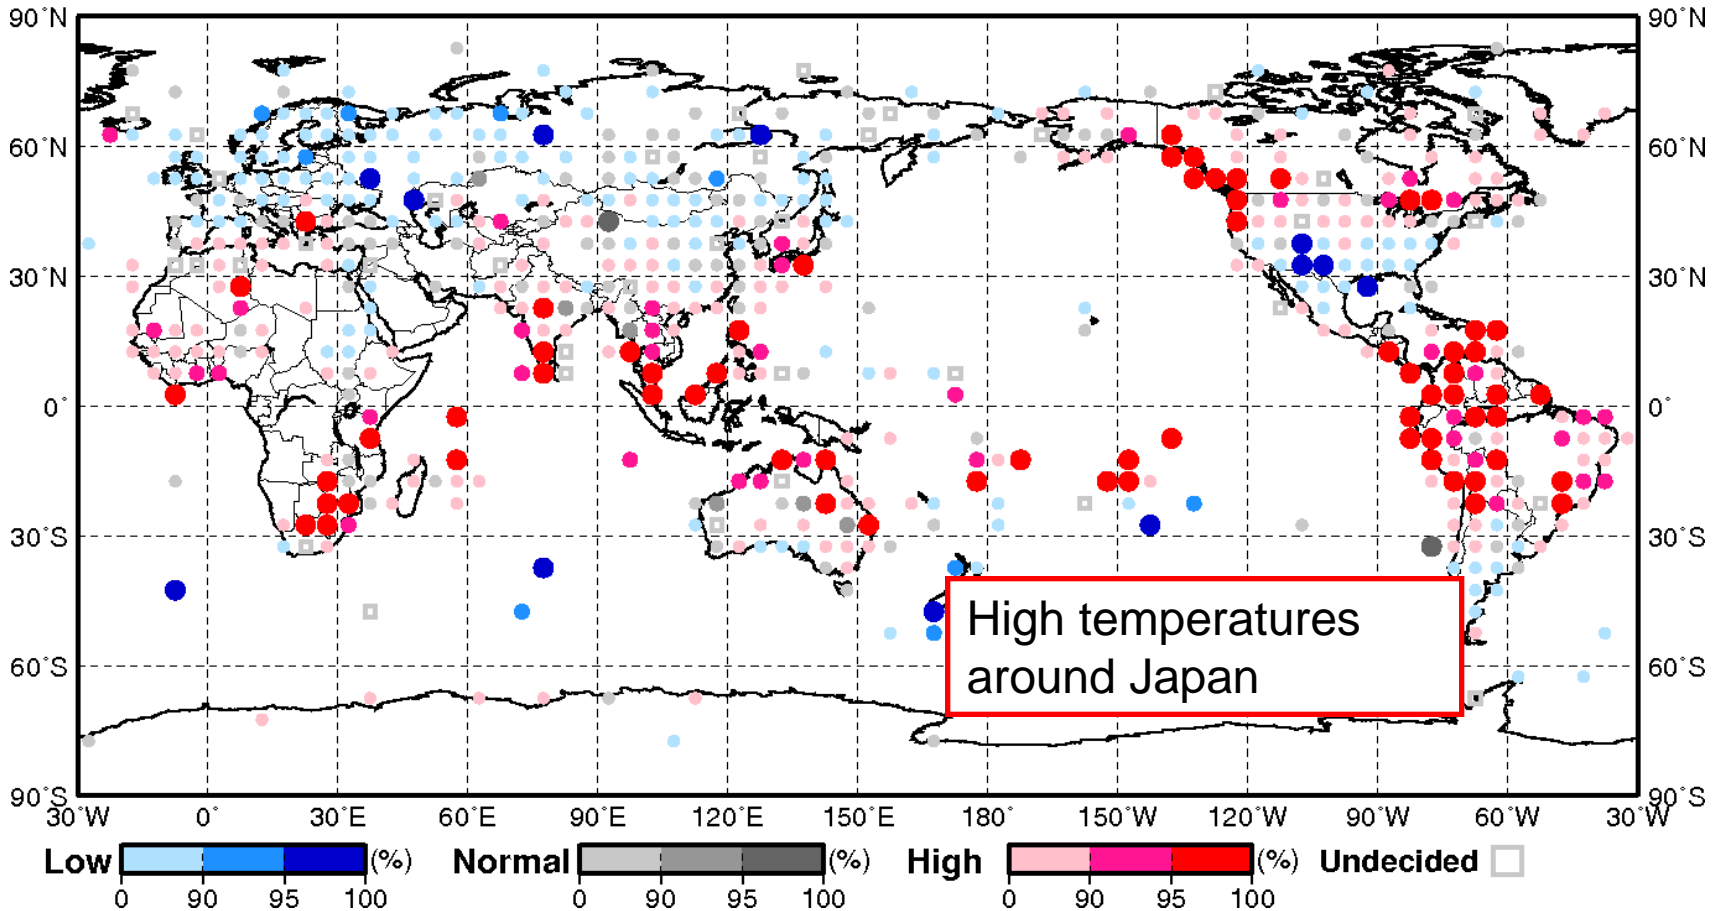 90°N 90°N
60°N 60°N
30°N 30°N
0° 0°
30°S 30°S
High temperatures
around Japan
60°S 60°S
90°S 90°S
30°W 0° 30°E 60°E 90°E 120°E 150°E 180° 150°W 120°W 90°W 60°W 30°W
Low (%) Normal (%) High (%) Undecided
0 90 95 100 0 90 95 100 0 90 95 100